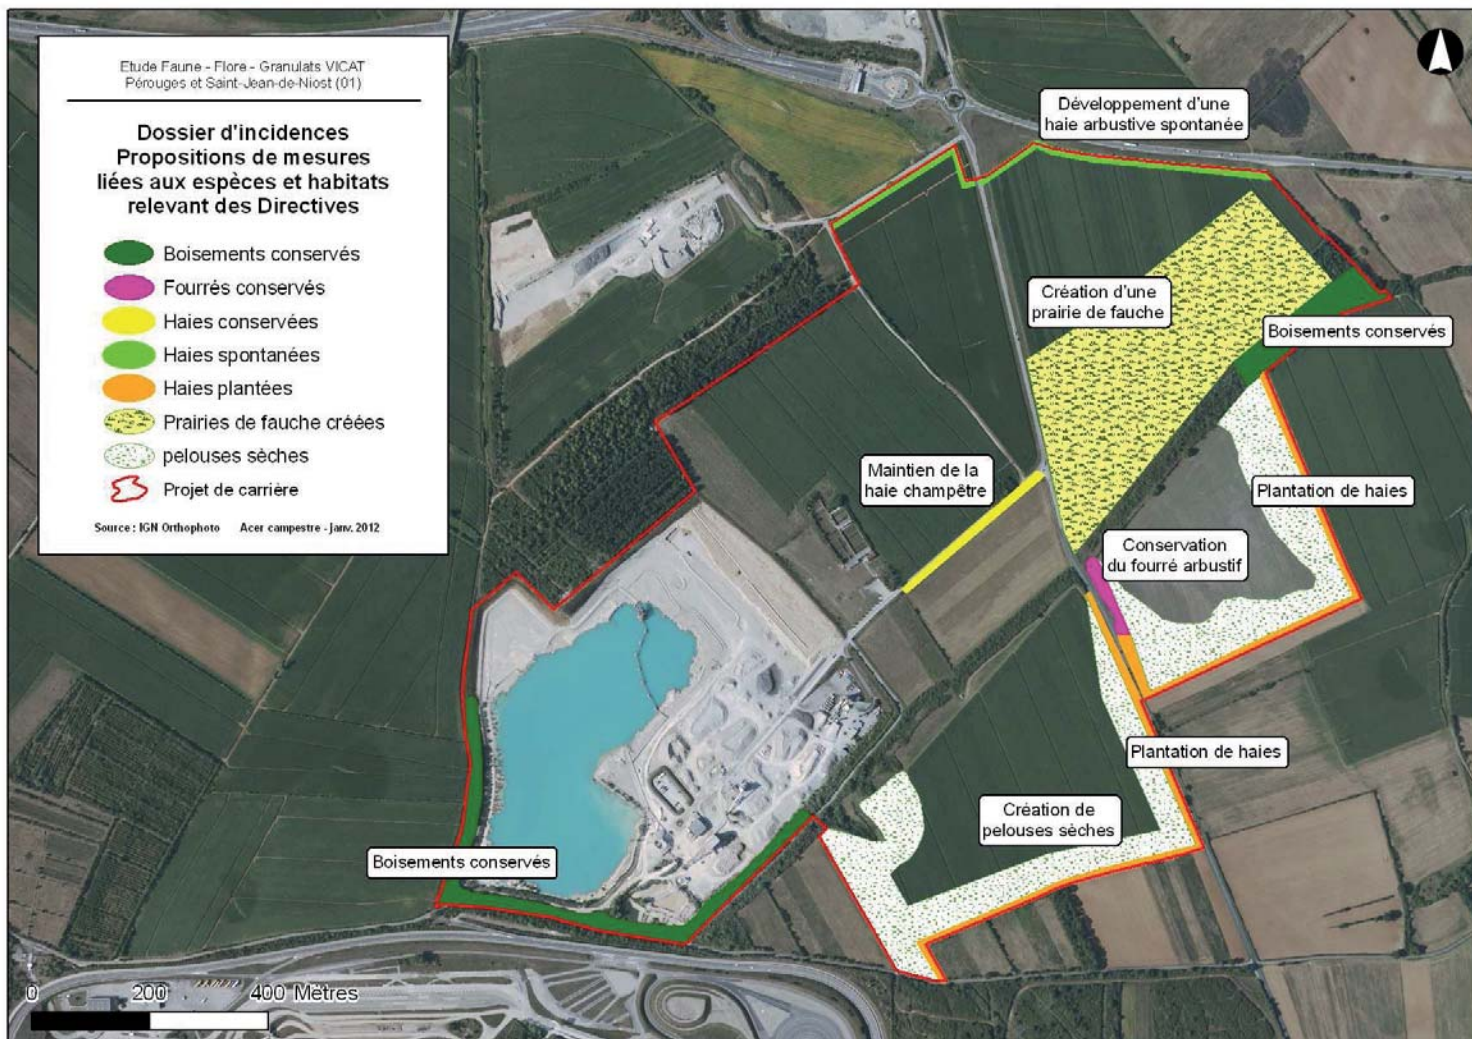 Etude Faune - Flore - Granulats VICAT
Pérouges et Saint-Jean-de-Niost (01)
Dossier d'incidences
Propositions de mesures
liées aux espèces et habitats
relevant des Directives
Boisements conservés
Fourrés conservés
Haies conservées
Haies spontanées
Haies plantées
Prairies de fauche créées
pelouses sèches
Projet de carrière
Source : IGN Orthophoto Acer campestre - janv. 2012
Développement d'une
haie arbustive spontanée
Création d'une
prairie de fauche
Boisements conservés
Maintien de la
haie champêtre
Plantation de haies
Conservation
du fourré arbustif
Plantation de haies
Création de
pelouses sèches
Boisements conservés
0 200 400 Mètres